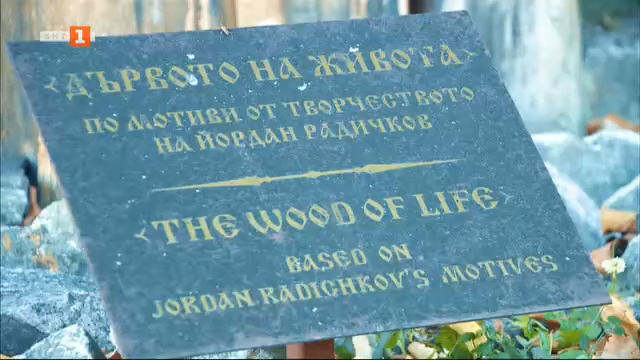 БНТ 1
<ДЪРВОТО НА ЖИВОТА>
ПО МОТИВИ ОТ ТВОРЧЕСТВОТО
НА ЙОРДАН РАДИЧКОВ
<THE WOOD OF LIFE>
BASED ON
JORDAN RADICHKOV'S MOTIVES